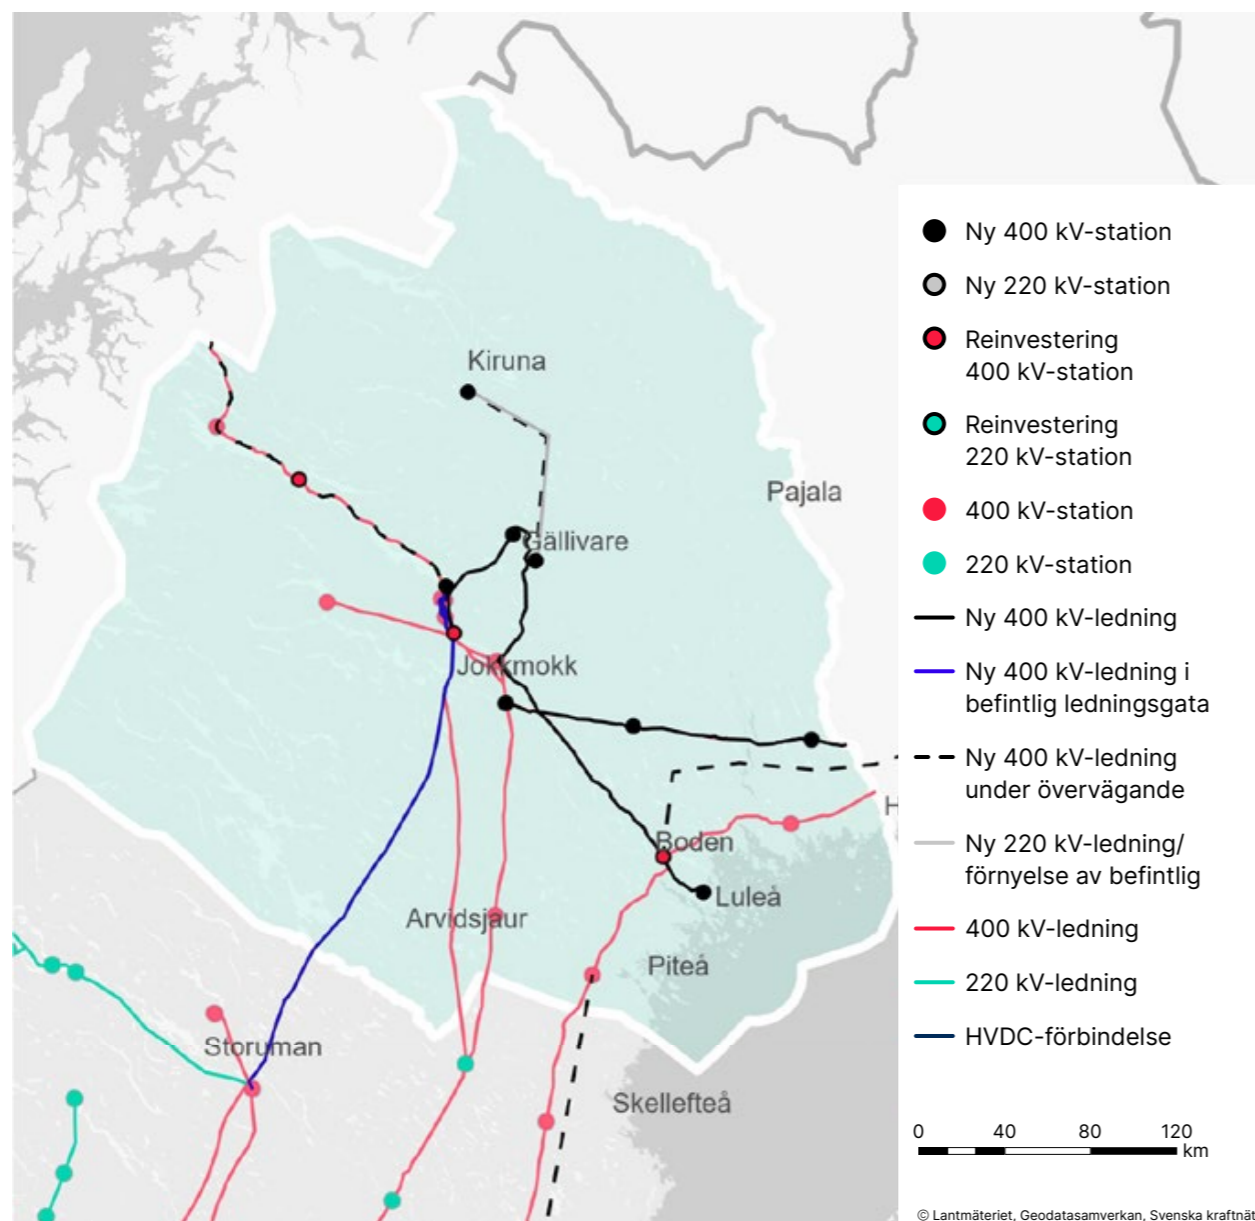 Kiruna
Pajala
Gällivare
Jokkmokk
H
Boden
Luleå
Arvidsjaur
Piteå
Storuman
Skellefteå
Ny 400 kV-station
Ny 220 kV-station
Reinvestering
400 kV-station
Reinvestering
220 kV-station
400 kV-station
220 kV-station
Ny 400 kV-ledning
Ny 400 kV-ledning i
befintlig ledningsgata
Ny 400 kV-ledning
under övervägande
Ny 220 kV-ledning/
förnyelse av befintlig
400 kV-ledning
220 kV-ledning
HVDC-förbindelse
0 40 80 120
km
© Lantmäteriet, Geodatasamverkan, Svenska kraftnät